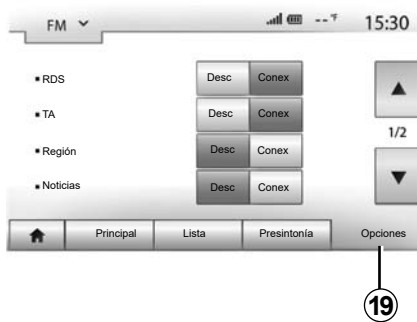 FM -- °F 15:30
RDS Desc Conex
TA Desc Conex
1/2
Región Desc Conex
Noticias Desc Conex
Principal Lista Presintonía Opciones
19